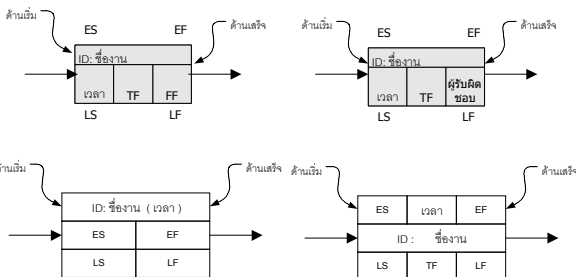 ด้านเริ่ม ES EF ด้านเสร็จ
ID: ชื่องาน
เวลา TF FF
LS LF
ด้านเริ่ม ES EF ด้านเสร็จ
ID: ชื่องาน
เวลา TF ผู้รับผิดชอบ
LS LF
ด้านเริ่ม ด้านเสร็จ
ID: ชื่องาน ( เวลา )
ES EF
LS LF
ด้านเริ่ม ด้านเสร็จ
ES เวลา EF
ID : ชื่องาน
LS TF LF